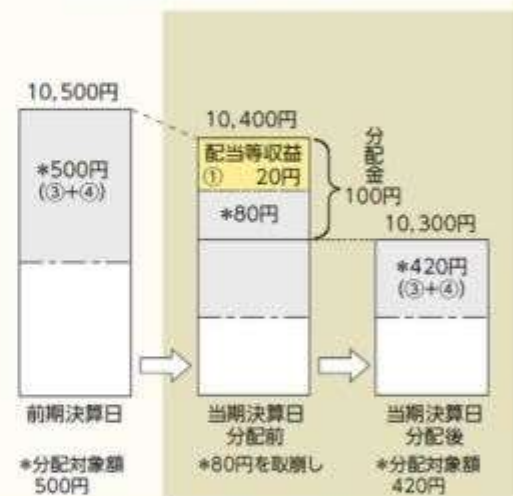 10,500円
*500円
(③+④)
前期決算日
*分配対象額
500円
10,400円
配当等収益
① 20円
*80円
分配金
100円
当期決算日
分配前
*80円を取崩し
10,300円
*420円
(③+④)
当期決算日
分配後
*分配対象額
420円